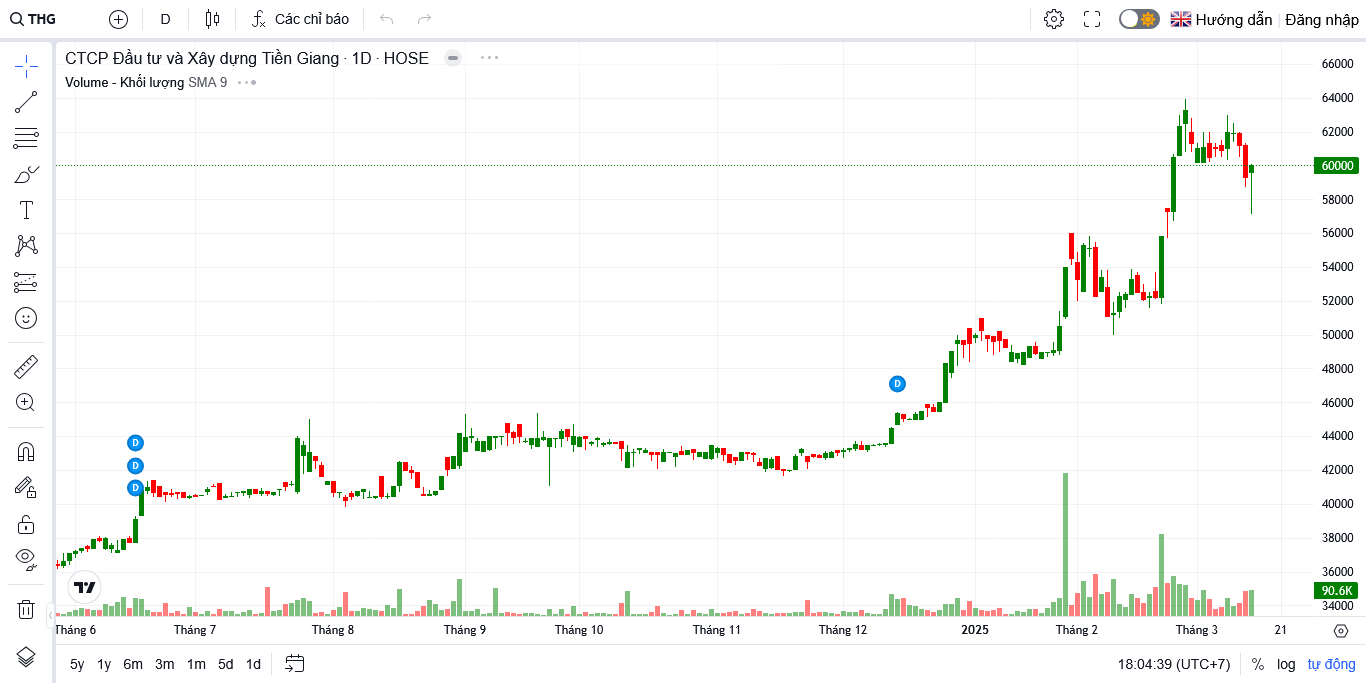 THG D Các chỉ báo Hướng dẫn Đăng nhập
CTCP Đầu tư và Xây dựng Tiền Giang · 1D · HOSE
Volume - Khối lượng SMA 9
66000
64000
62000
60000
58000
56000
54000
52000
50000
48000
46000
44000
42000
40000
38000
36000
90.6K
34000
D
D
D
D
Tháng 6 Tháng 7 Tháng 8 Tháng 9 Tháng 10 Tháng 11 Tháng 12 2025 Tháng 2 Tháng 3 21
5y 1y 6m 3m 1m 5d 1d 18:04:39 (UTC+7) % log tự động